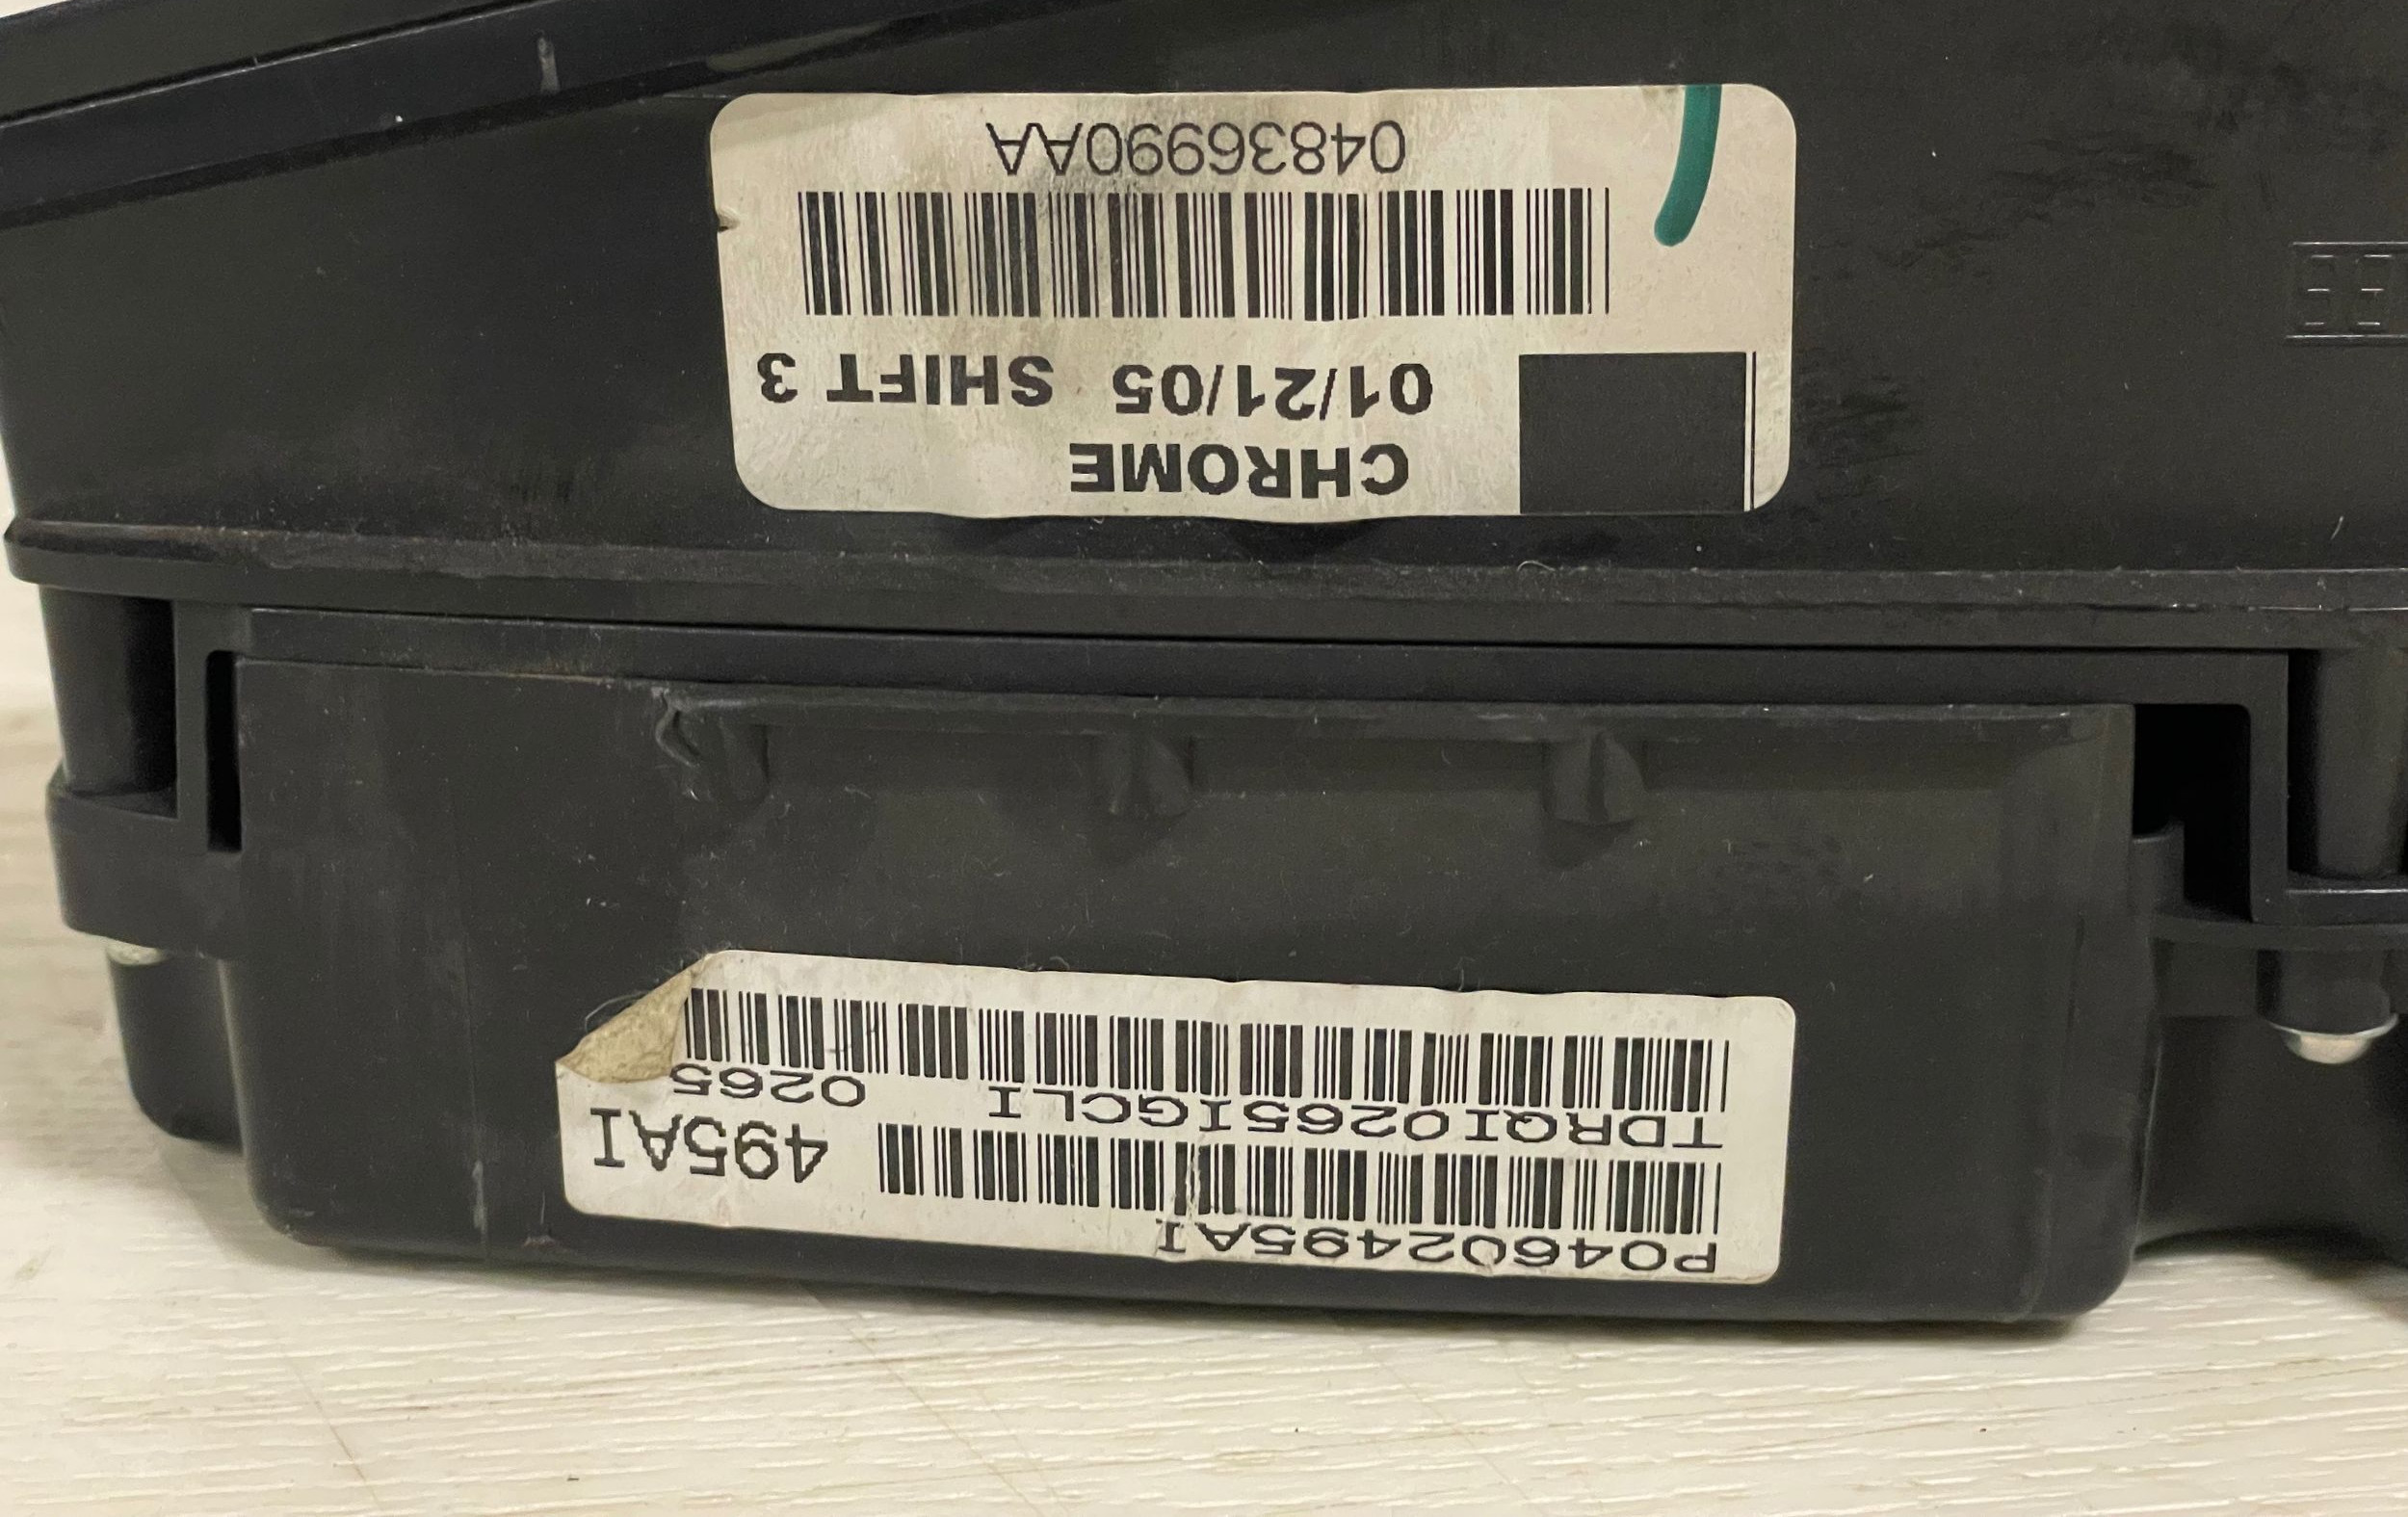 P04602495AI
495AI
TDRQI0265IGCLI 0265
CHROME
01/21/05 SHIFT 3
04836990AA